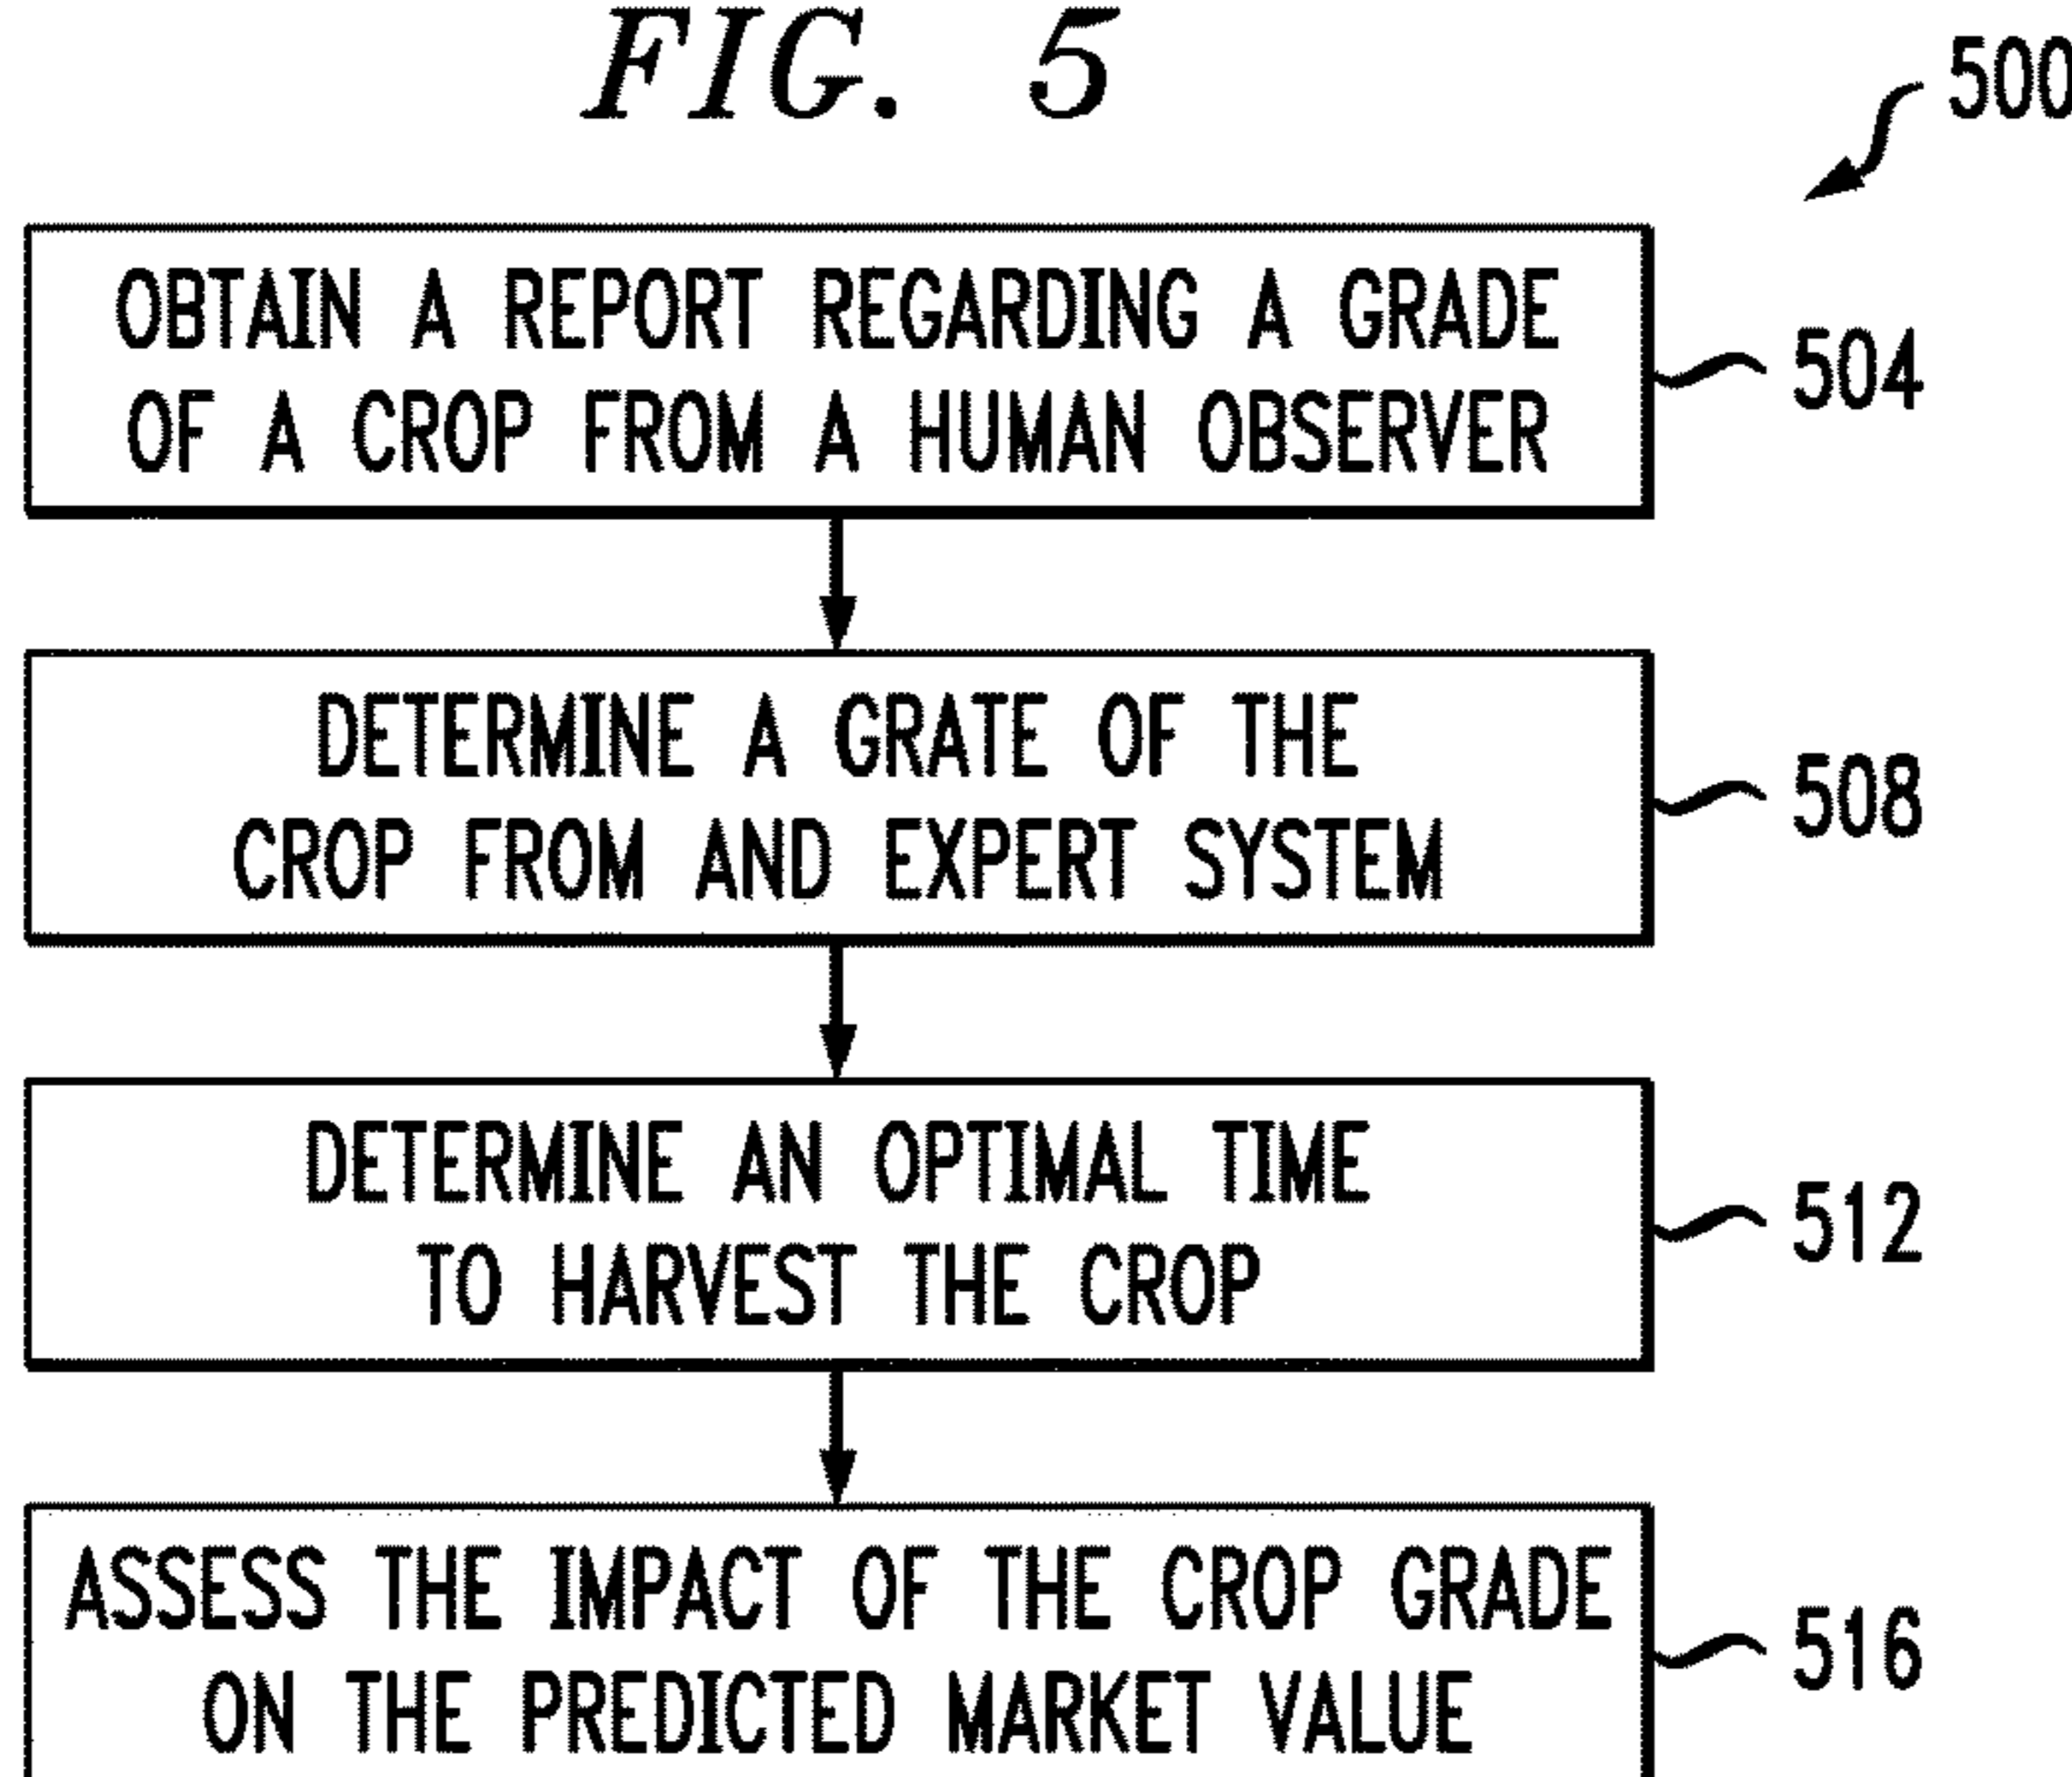 FIG. 5
500
OBTAIN A REPORT REGARDING A GRADE
OF A CROP FROM A HUMAN OBSERVER
504
DETERMINE A GRATE OF THE
CROP FROM AND EXPERT SYSTEM
508
DETERMINE AN OPTIMAL TIME
TO HARVEST THE CROP
512
ASSESS THE IMPACT OF THE CROP GRADE
ON THE PREDICTED MARKET VALUE
516